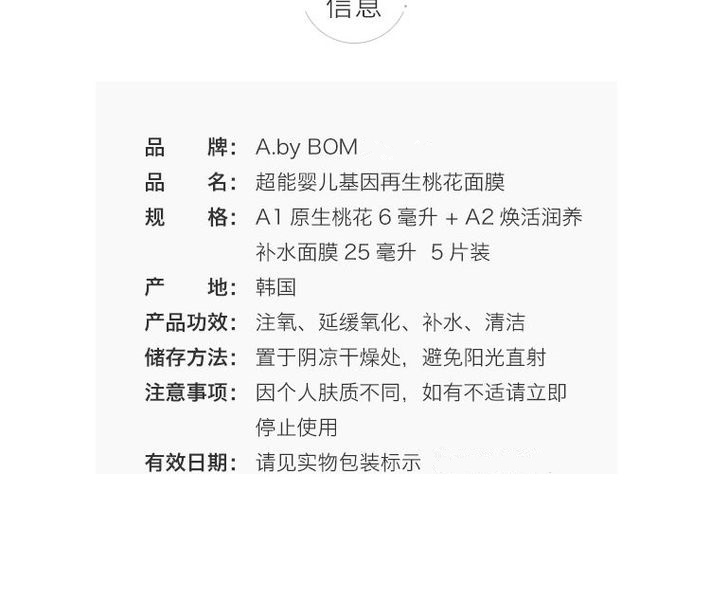 信息
品 牌: A.by BOM
品 名: 超能婴儿基因再生桃花面膜
规 格: A1 原生桃花 6 毫升 + A2 焕活润养
补水面膜 25 毫升 5 片装
产 地: 韩国
产品功效: 注氧、延缓氧化、补水、清洁
储存方法: 置于阴凉干燥处, 避免阳光直射
注意事项: 因个人肤质不同, 如有不适请立即
停止使用
有效日期: 请见实物包装标示